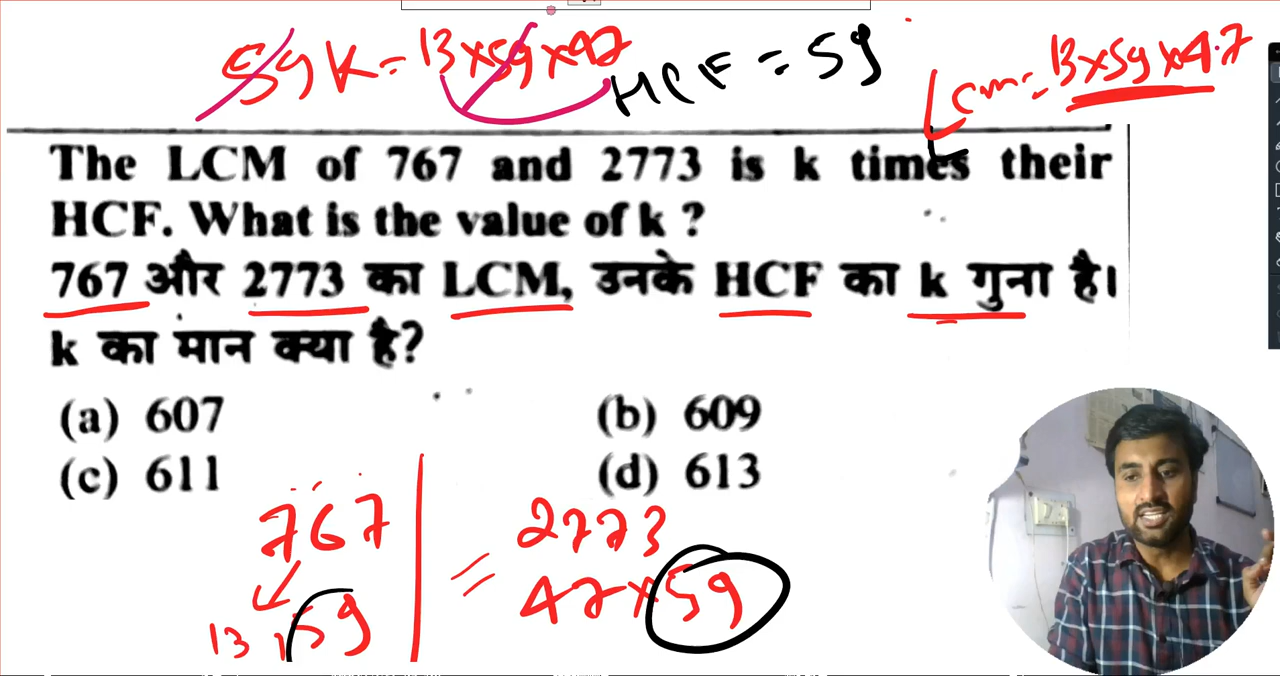 59K = 13×59×47
HCF = 59
LCM = 13×59×47
The LCM of 767 and 2773 is k times their
HCF. What is the value of k ?
767 और 2773 का LCM, उनके HCF का k गुना है।
k का मान क्या है?
(a) 607 (b) 609
(c) 611 (d) 613
767 = 2773
13 59 47×59